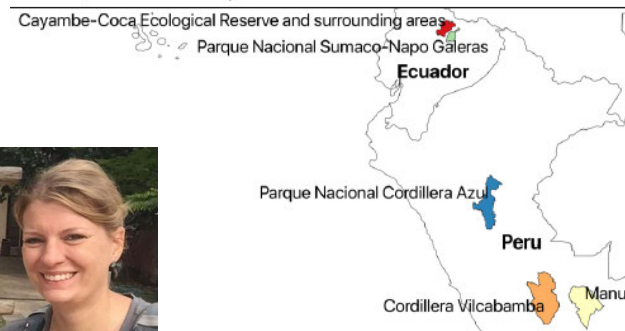 Cayambe-Coca Ecological Reserve and surrounding areas
Parque Nacional Sumaco-Napo Galeras
Ecuador
Parque Nacional Cordillera Azul
Peru
Cordillera Vilcabamba
Manu